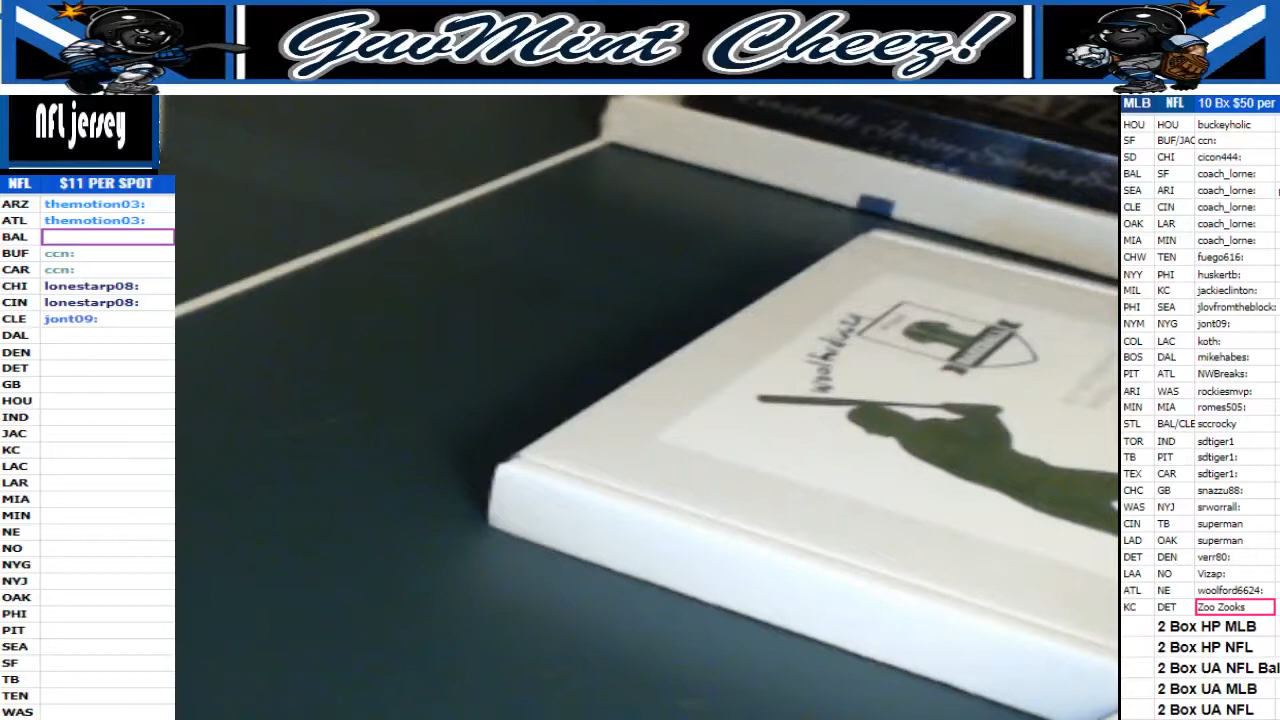 GuvMint Cheez!
NFL jersey
NFL $11 PER SPOT
ARZ themotion03:
ATL themotion03:
BAL
BUF ccn:
CAR ccn:
CHI lonestarp08:
CIN lonestarp08:
CLE jont09:
DAL
DEN
DET
GB
HOU
IND
JAC
KC
LAC
LAR
MIA
MIN
NE
NO
NYG
NYJ
OAK
PHI
PIT
SEA
SF
TB
TEN
WAS
MLB NFL 10 Bx $50 per
HOU HOU buckeyholic
SF BUF/JAC ccn:
SD CHI cicon444:
BAL SF coach_lorne:
SEA ARI coach_lorne:
CLE CIN coach_lorne:
OAK LAR coach_lorne:
MIA MIN coach_lorne:
CHW TEN fuego616:
NYY PHI huskertb:
MIL KC jackieclinton:
PHI SEA jlovfromtheblock:
NYM NYG jont09:
COL LAC koth:
BOS DAL mikehabes:
PIT ATL NWBreaks:
ARI WAS rockiesmvp:
MIN MIA romes505:
STL BAL/CLE sccrocky
TOR IND sdtiger1
TB PIT sdtiger1:
TEX CAR sdtiger1:
CHC GB snazzu88:
WAS NYJ srworrall:
CIN TB superman
LAD OAK superman
DET DEN verr80:
LAA NO Vizap:
ATL NE woolford6624:
KC DET Zoo Zooks
2 Box HP MLB
2 Box HP NFL
2 Box UA NFL Bal
2 Box UA MLB
2 Box UA NFL